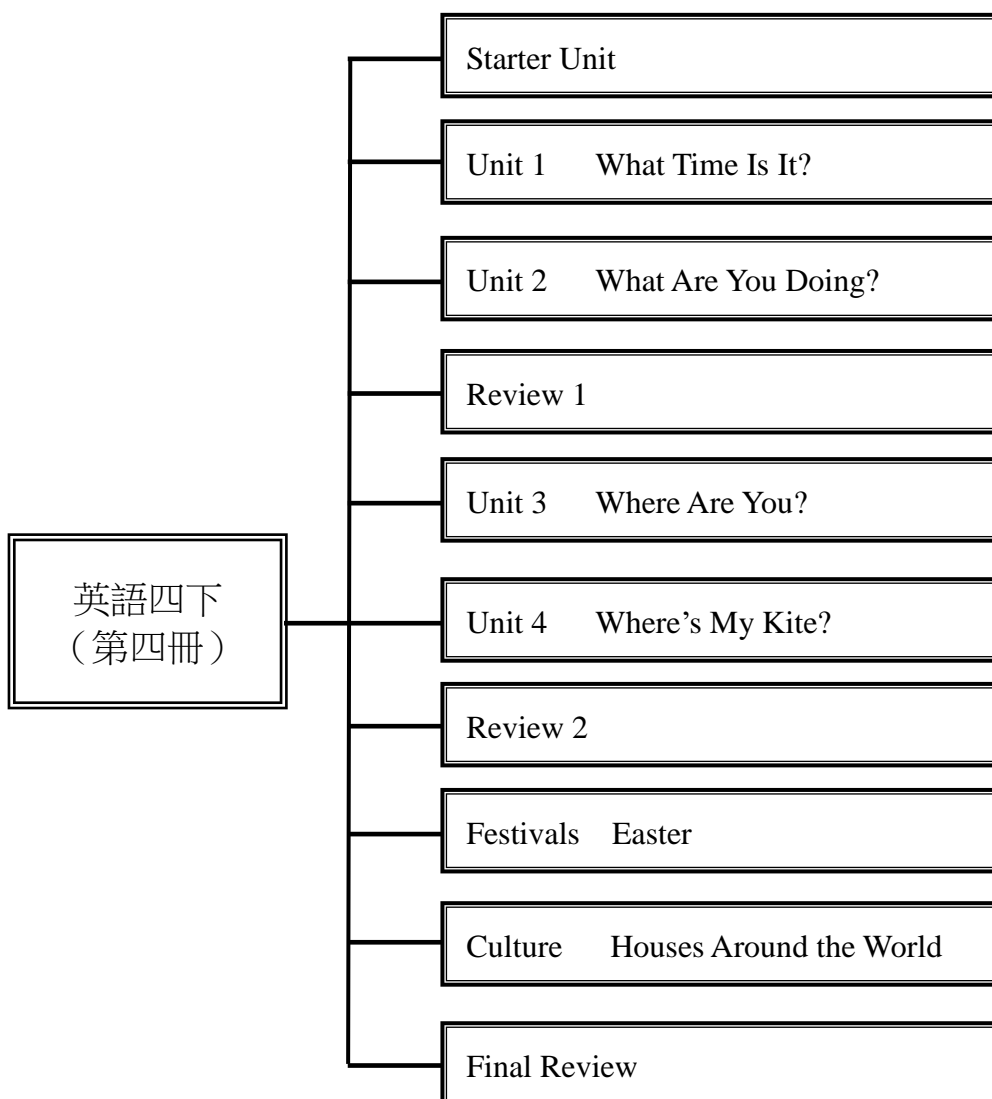 Starter Unit
Unit 1 What Time Is It?
Unit 2 What Are You Doing?
Review 1
Unit 3 Where Are You?
英語四下
（第四冊）
Unit 4 Where’s My Kite?
Review 2
Festivals Easter
Culture Houses Around the World
Final Review